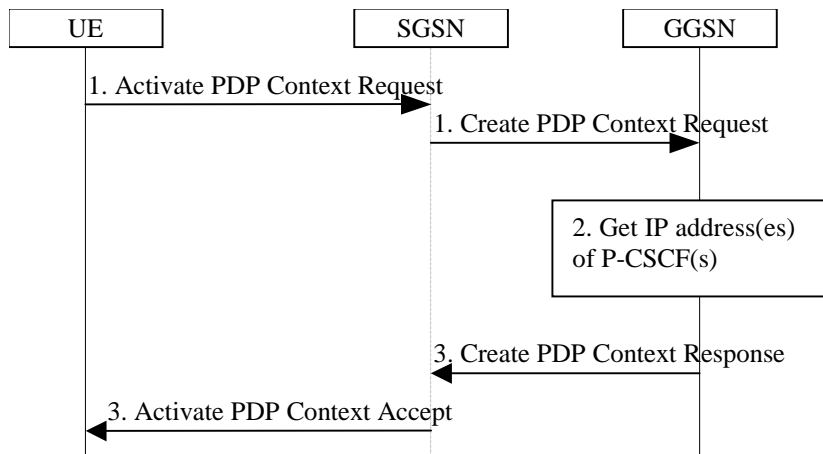 UE
SGSN
GGSN
1. Activate PDP Context Request
1. Create PDP Context Request
2. Get IP address(es)
of P-CSCF(s)
3. Create PDP Context Response
3. Activate PDP Context Accept